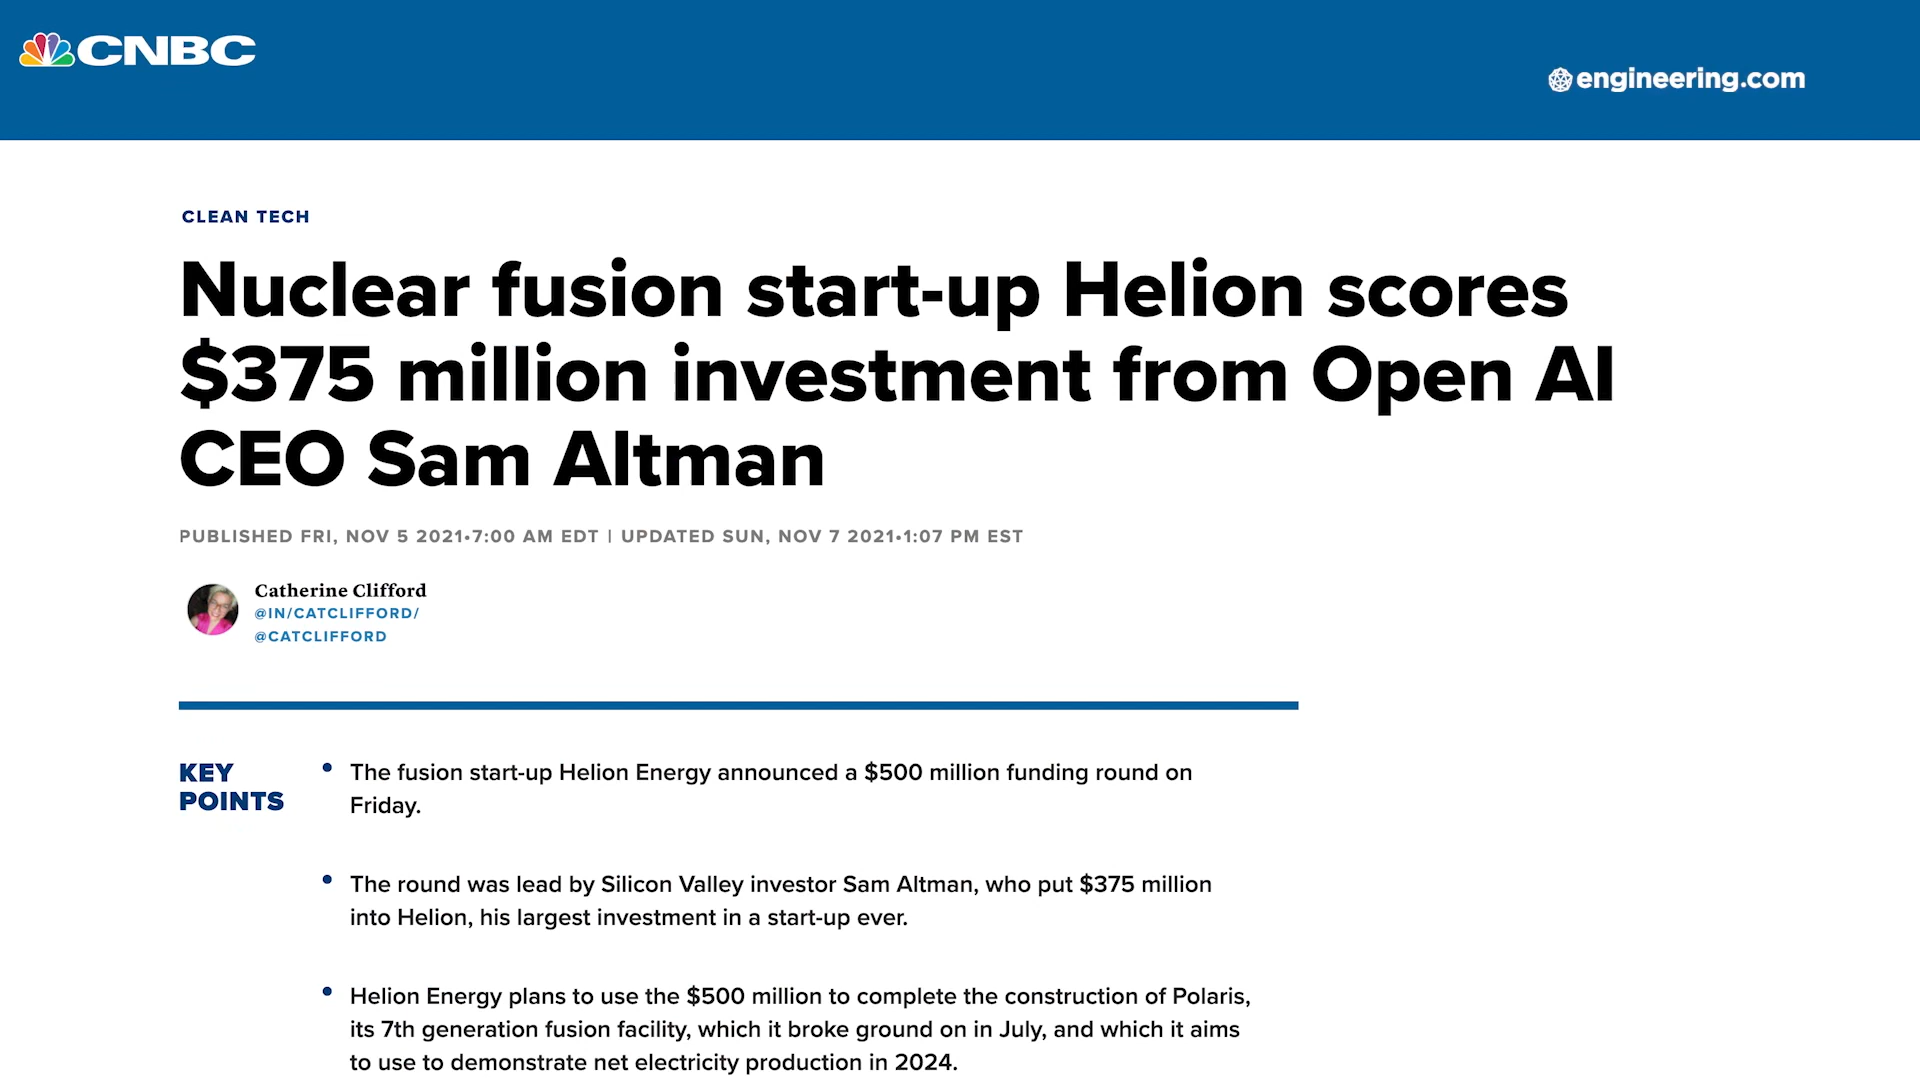 CNBC
engineering.com
CLEAN TECH
Nuclear fusion start-up Helion scores
$375 million investment from Open AI
CEO Sam Altman
PUBLISHED FRI, NOV 5 2021•7:00 AM EDT | UPDATED SUN, NOV 7 2021•1:07 PM EST
Catherine Clifford
@IN/CATCLIFFORD/
@CATCLIFFORD
KEY
POINTS
• The fusion start-up Helion Energy announced a $500 million funding round on
Friday.
• The round was lead by Silicon Valley investor Sam Altman, who put $375 million
into Helion, his largest investment in a start-up ever.
• Helion Energy plans to use the $500 million to complete the construction of Polaris,
its 7th generation fusion facility, which it broke ground on in July, and which it aims
to use to demonstrate net electricity production in 2024.